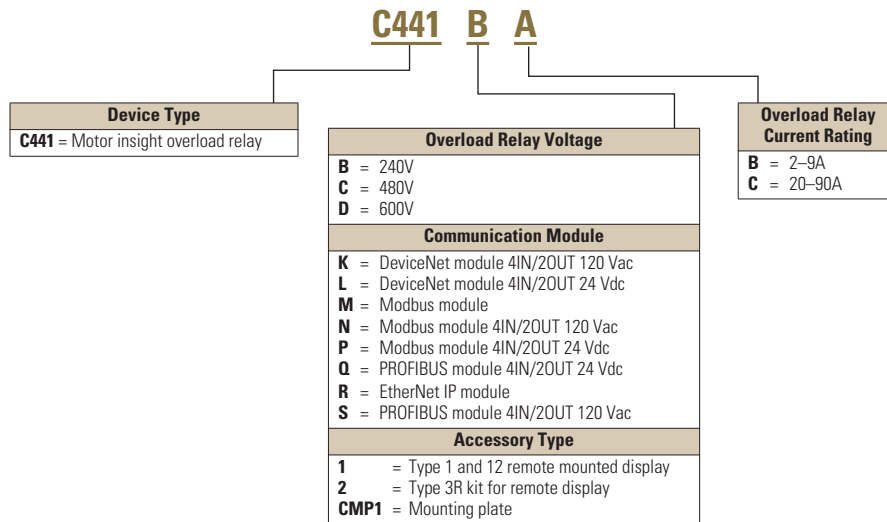 C441 B A
Device Type
C441 = Motor insight overload relay
Overload Relay Voltage
B = 240V
C = 480V
D = 600V
Communication Module
K = DeviceNet module 4IN/2OUT 120 Vac
L = DeviceNet module 4IN/2OUT 24 Vdc
M = Modbus module
N = Modbus module 4IN/2OUT 120 Vac
P = Modbus module 4IN/2OUT 24 Vdc
Q = PROFIBUS module 4IN/2OUT 24 Vdc
R = EtherNet IP module
S = PROFIBUS module 4IN/2OUT 120 Vac
Accessory Type
1 = Type 1 and 12 remote mounted display
2 = Type 3R kit for remote display
CMP1 = Mounting plate
Overload Relay
Current Rating
B = 2–9A
C = 20–90A